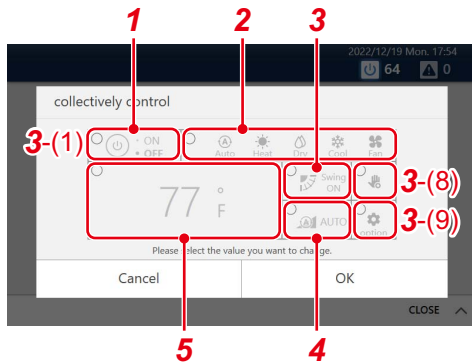 1 2 3
2022/12/19 Mon. 17:54
64 0
collectively control
3-(1)
ON
OFF
A
Auto Heat Dry Cool Fan
Swing
ON
3-(8)
77 °F
A AUTO
option
3-(9)
Please select the value you want to change.
Cancel OK
CLOSE
5 4